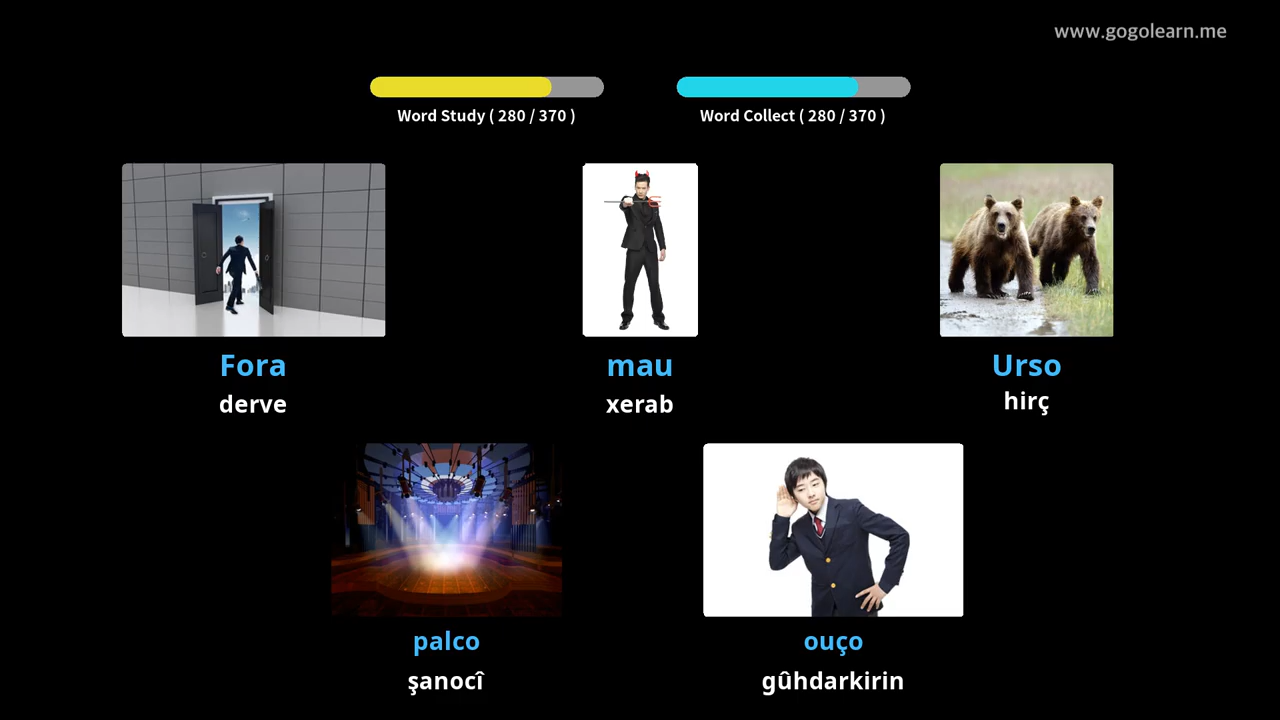 www.gogolearn.me
Word Study ( 280 / 370 )
Word Collect ( 280 / 370 )
Fora
derve
mau
xerab
Urso
hirç
palco
şanocî
ouço
gûhdarkirin